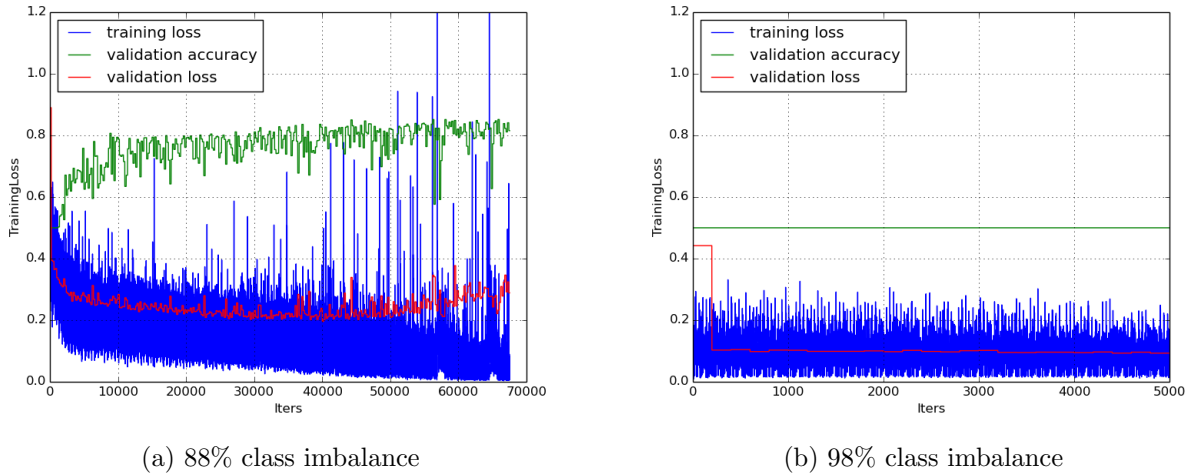 1.2
1.0
0.8
0.6
0.4
0.2
0.0
TrainingLoss
training loss
validation accuracy
validation loss
0 10000 20000 30000 40000 50000 60000 70000
Iters
(a) 88% class imbalance
1.2
1.0
0.8
0.6
0.4
0.2
0.0
TrainingLoss
training loss
validation accuracy
validation loss
0 1000 2000 3000 4000 5000
Iters
(b) 98% class imbalance